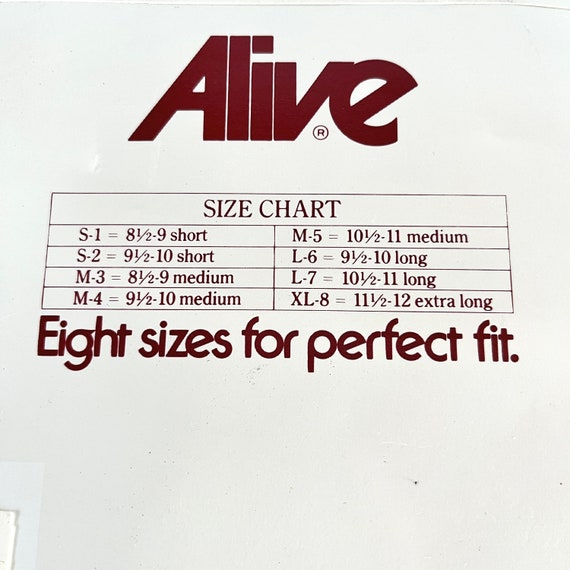 Alive®
SIZE CHART
S-1 = 8½-9 short
S-2 = 9½-10 short
M-3 = 8½-9 medium
M-4 = 9½-10 medium
M-5 = 10½-11 medium
L-6 = 9½-10 long
L-7 = 10½-11 long
XL-8 = 11½-12 extra long
Eight sizes for perfect fit.